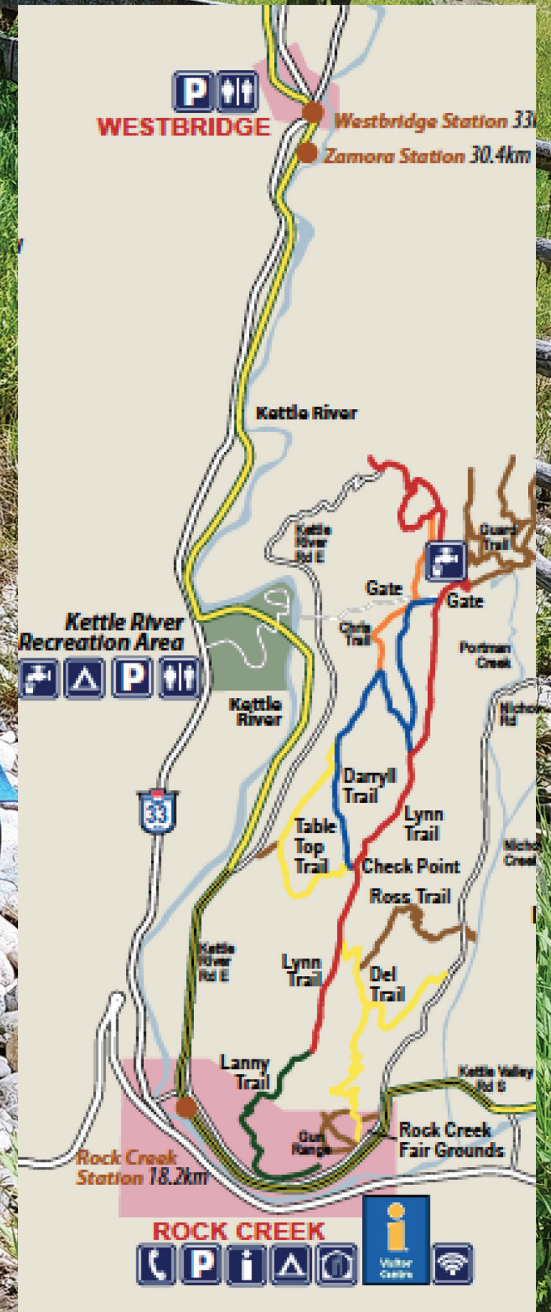 P
WESTBRIDGE
Westbridge Station 33
Zamora Station 30.4km
Kettle River
Kettle
River
Rd E
Guard
Trail
Gate
Gate
Chris
Trail
Kettle River
Recreation Area
P
Portman
Creek
Kettle
River
33
Darryll
Trail
Lynn
Trail
Table
Top
Trail
Check Point
Ross Trail
Kettle
River
Rd E
Lynn
Trail
Del
Trail
Lanny
Trail
Kettle Valley
Rd S
Gun
Range
Rock Creek
Fair Grounds
Rock Creek
Station 18.2km
ROCK CREEK
P
i
i
Visitor
Centre